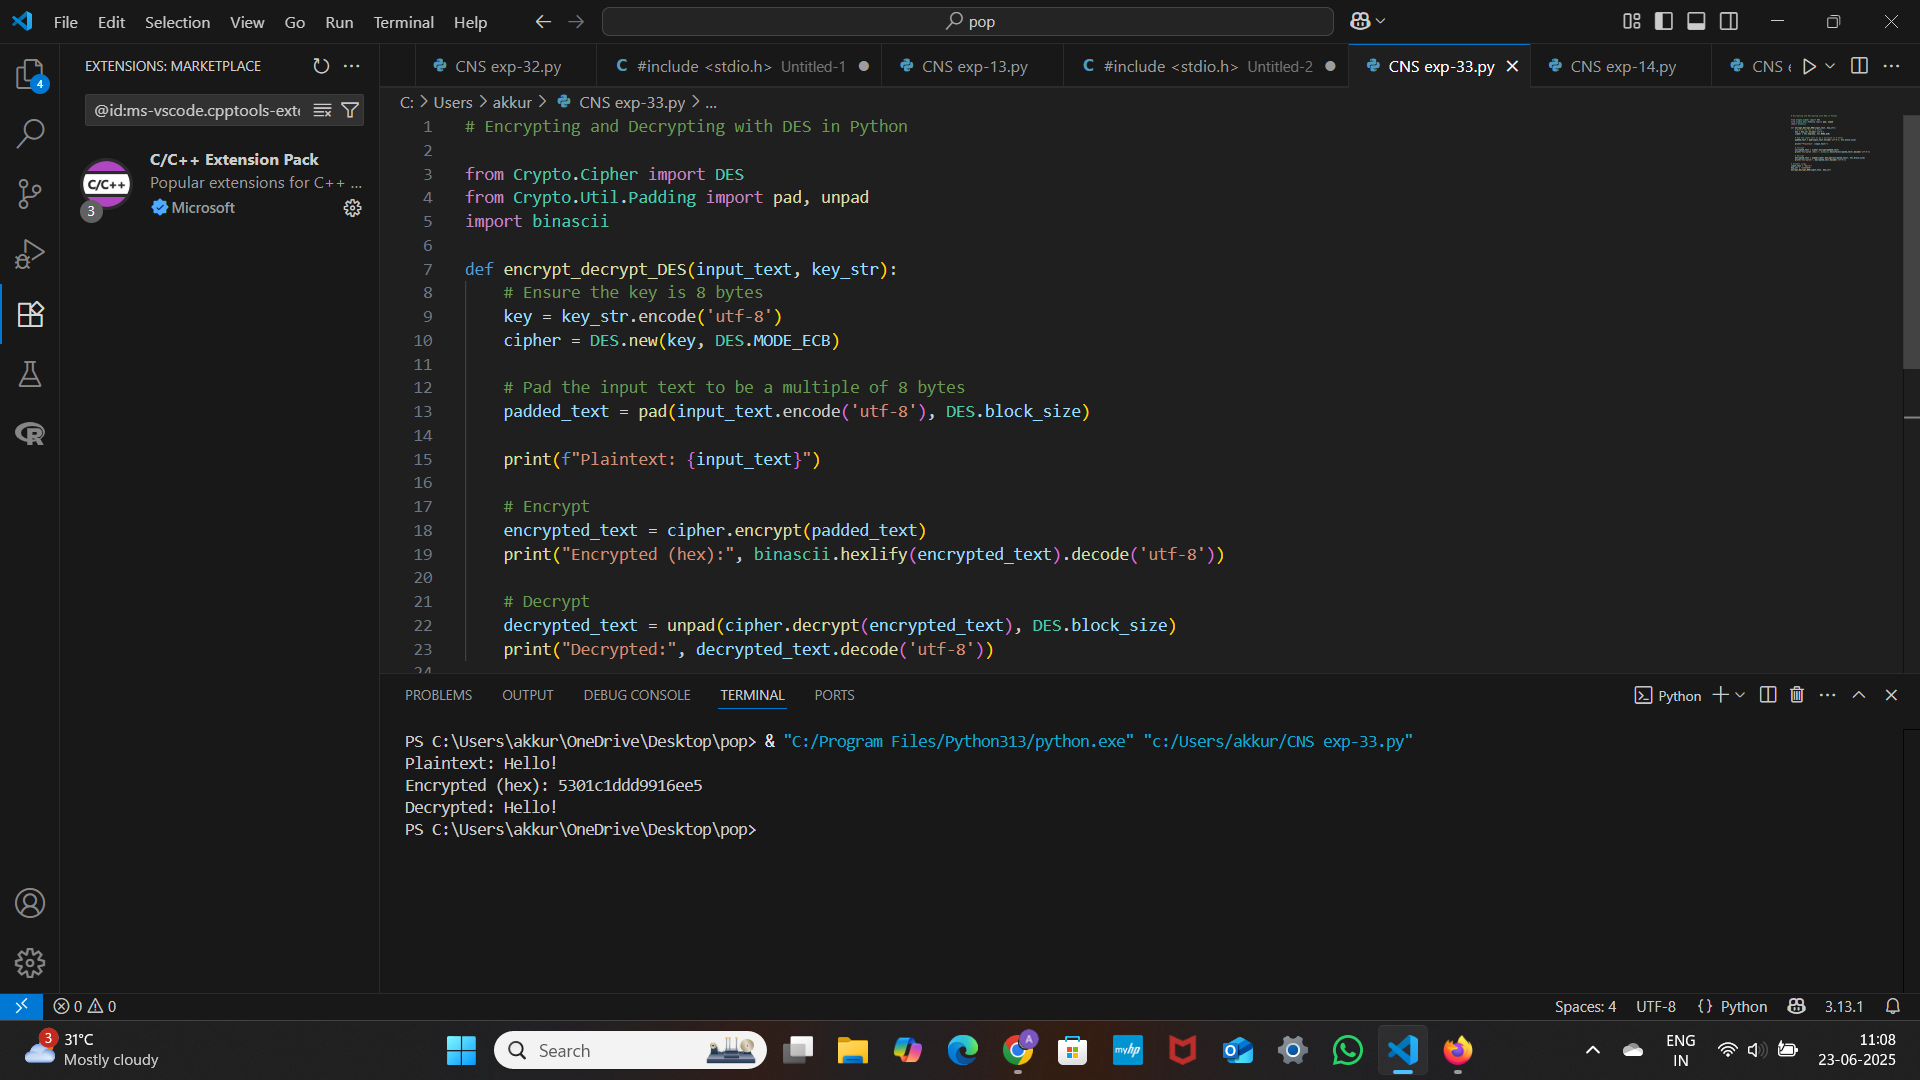 File Edit Selection View Go Run Terminal Help
pop
EXTENSIONS: MARKETPLACE
@id:ms-vscode.cpptools-exte
C/C++ Extension Pack
Popular extensions for C++ ...
Microsoft
C/C++
3
4
CNS exp-32.py
C #include <stdio.h> Untitled-1
CNS exp-13.py
C #include <stdio.h> Untitled-2
CNS exp-33.py
CNS exp-14.py
CNS e
C: > Users > akkur > CNS exp-33.py > ...
1 # Encrypting and Decrypting with DES in Python
2
3 from Crypto.Cipher import DES
4 from Crypto.Util.Padding import pad, unpad
5 import binascii
6
7 def encrypt_decrypt_DES(input_text, key_str):
8 # Ensure the key is 8 bytes
9 key = key_str.encode('utf-8')
10 cipher = DES.new(key, DES.MODE_ECB)
11
12 # Pad the input text to be a multiple of 8 bytes
13 padded_text = pad(input_text.encode('utf-8'), DES.block_size)
14
15 print(f"Plaintext: {input_text}")
16
17 # Encrypt
18 encrypted_text = cipher.encrypt(padded_text)
19 print("Encrypted (hex):", binascii.hexlify(encrypted_text).decode('utf-8'))
20
21 # Decrypt
22 decrypted_text = unpad(cipher.decrypt(encrypted_text), DES.block_size)
23 print("Decrypted:", decrypted_text.decode('utf-8'))
24
PROBLEMS OUTPUT DEBUG CONSOLE TERMINAL PORTS
Python
PS C:\Users\akkur\OneDrive\Desktop\pop> & "C:/Program Files/Python313/python.exe" "c:/Users/akkur/CNS exp-33.py"
Plaintext: Hello!
Encrypted (hex): 5301c1ddd9916ee5
Decrypted: Hello!
PS C:\Users\akkur\OneDrive\Desktop\pop>
0 0
Spaces: 4 UTF-8 {} Python 3.13.1
3
31°C
Mostly cloudy
Search
A
myhp
ENG
IN
11:08
23-06-2025